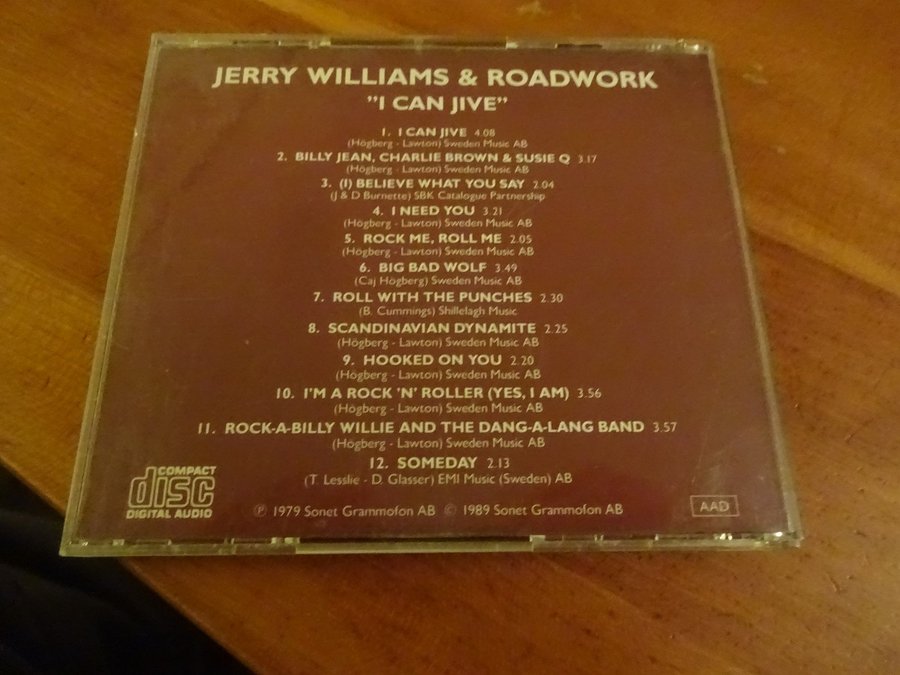 JERRY WILLIAMS & ROADWORK
"I CAN JIVE"
1. I CAN JIVE 4.08
(Högberg - Lawton) Sweden Music AB
2. BILLY JEAN, CHARLIE BROWN & SUSIE Q 3.17
(Högberg - Lawton) Sweden Music AB
3. (I) BELIEVE WHAT YOU SAY 2.04
(J & D Burnette) SBK Catalogue Partnership
4. I NEED YOU 3.21
(Högberg - Lawton) Sweden Music AB
5. ROCK ME, ROLL ME 2.05
(Högberg - Lawton) Sweden Music AB
6. BIG BAD WOLF 3.49
(Caj Högberg) Sweden Music AB
7. ROLL WITH THE PUNCHES 2.30
(B. Cummings) Shillelagh Music
8. SCANDINAVIAN DYNAMITE 2.25
(Högberg - Lawton) Sweden Music AB
9. HOOKED ON YOU 2.20
(Högberg - Lawton) Sweden Music AB
10. I'M A ROCK 'N' ROLLER (YES, I AM) 3.56
(Högberg - Lawton) Sweden Music AB
11. ROCK-A-BILLY WILLIE AND THE DANG-A-LANG BAND 3.57
(Högberg - Lawton) Sweden Music AB
12. SOMEDAY 2.13
(T. Lesslie - D. Glasser) EMI Music (Sweden) AB
COMPACT
disc
DIGITAL AUDIO
℗ 1979 Sonet Grammofon AB © 1989 Sonet Grammofon AB
AAD